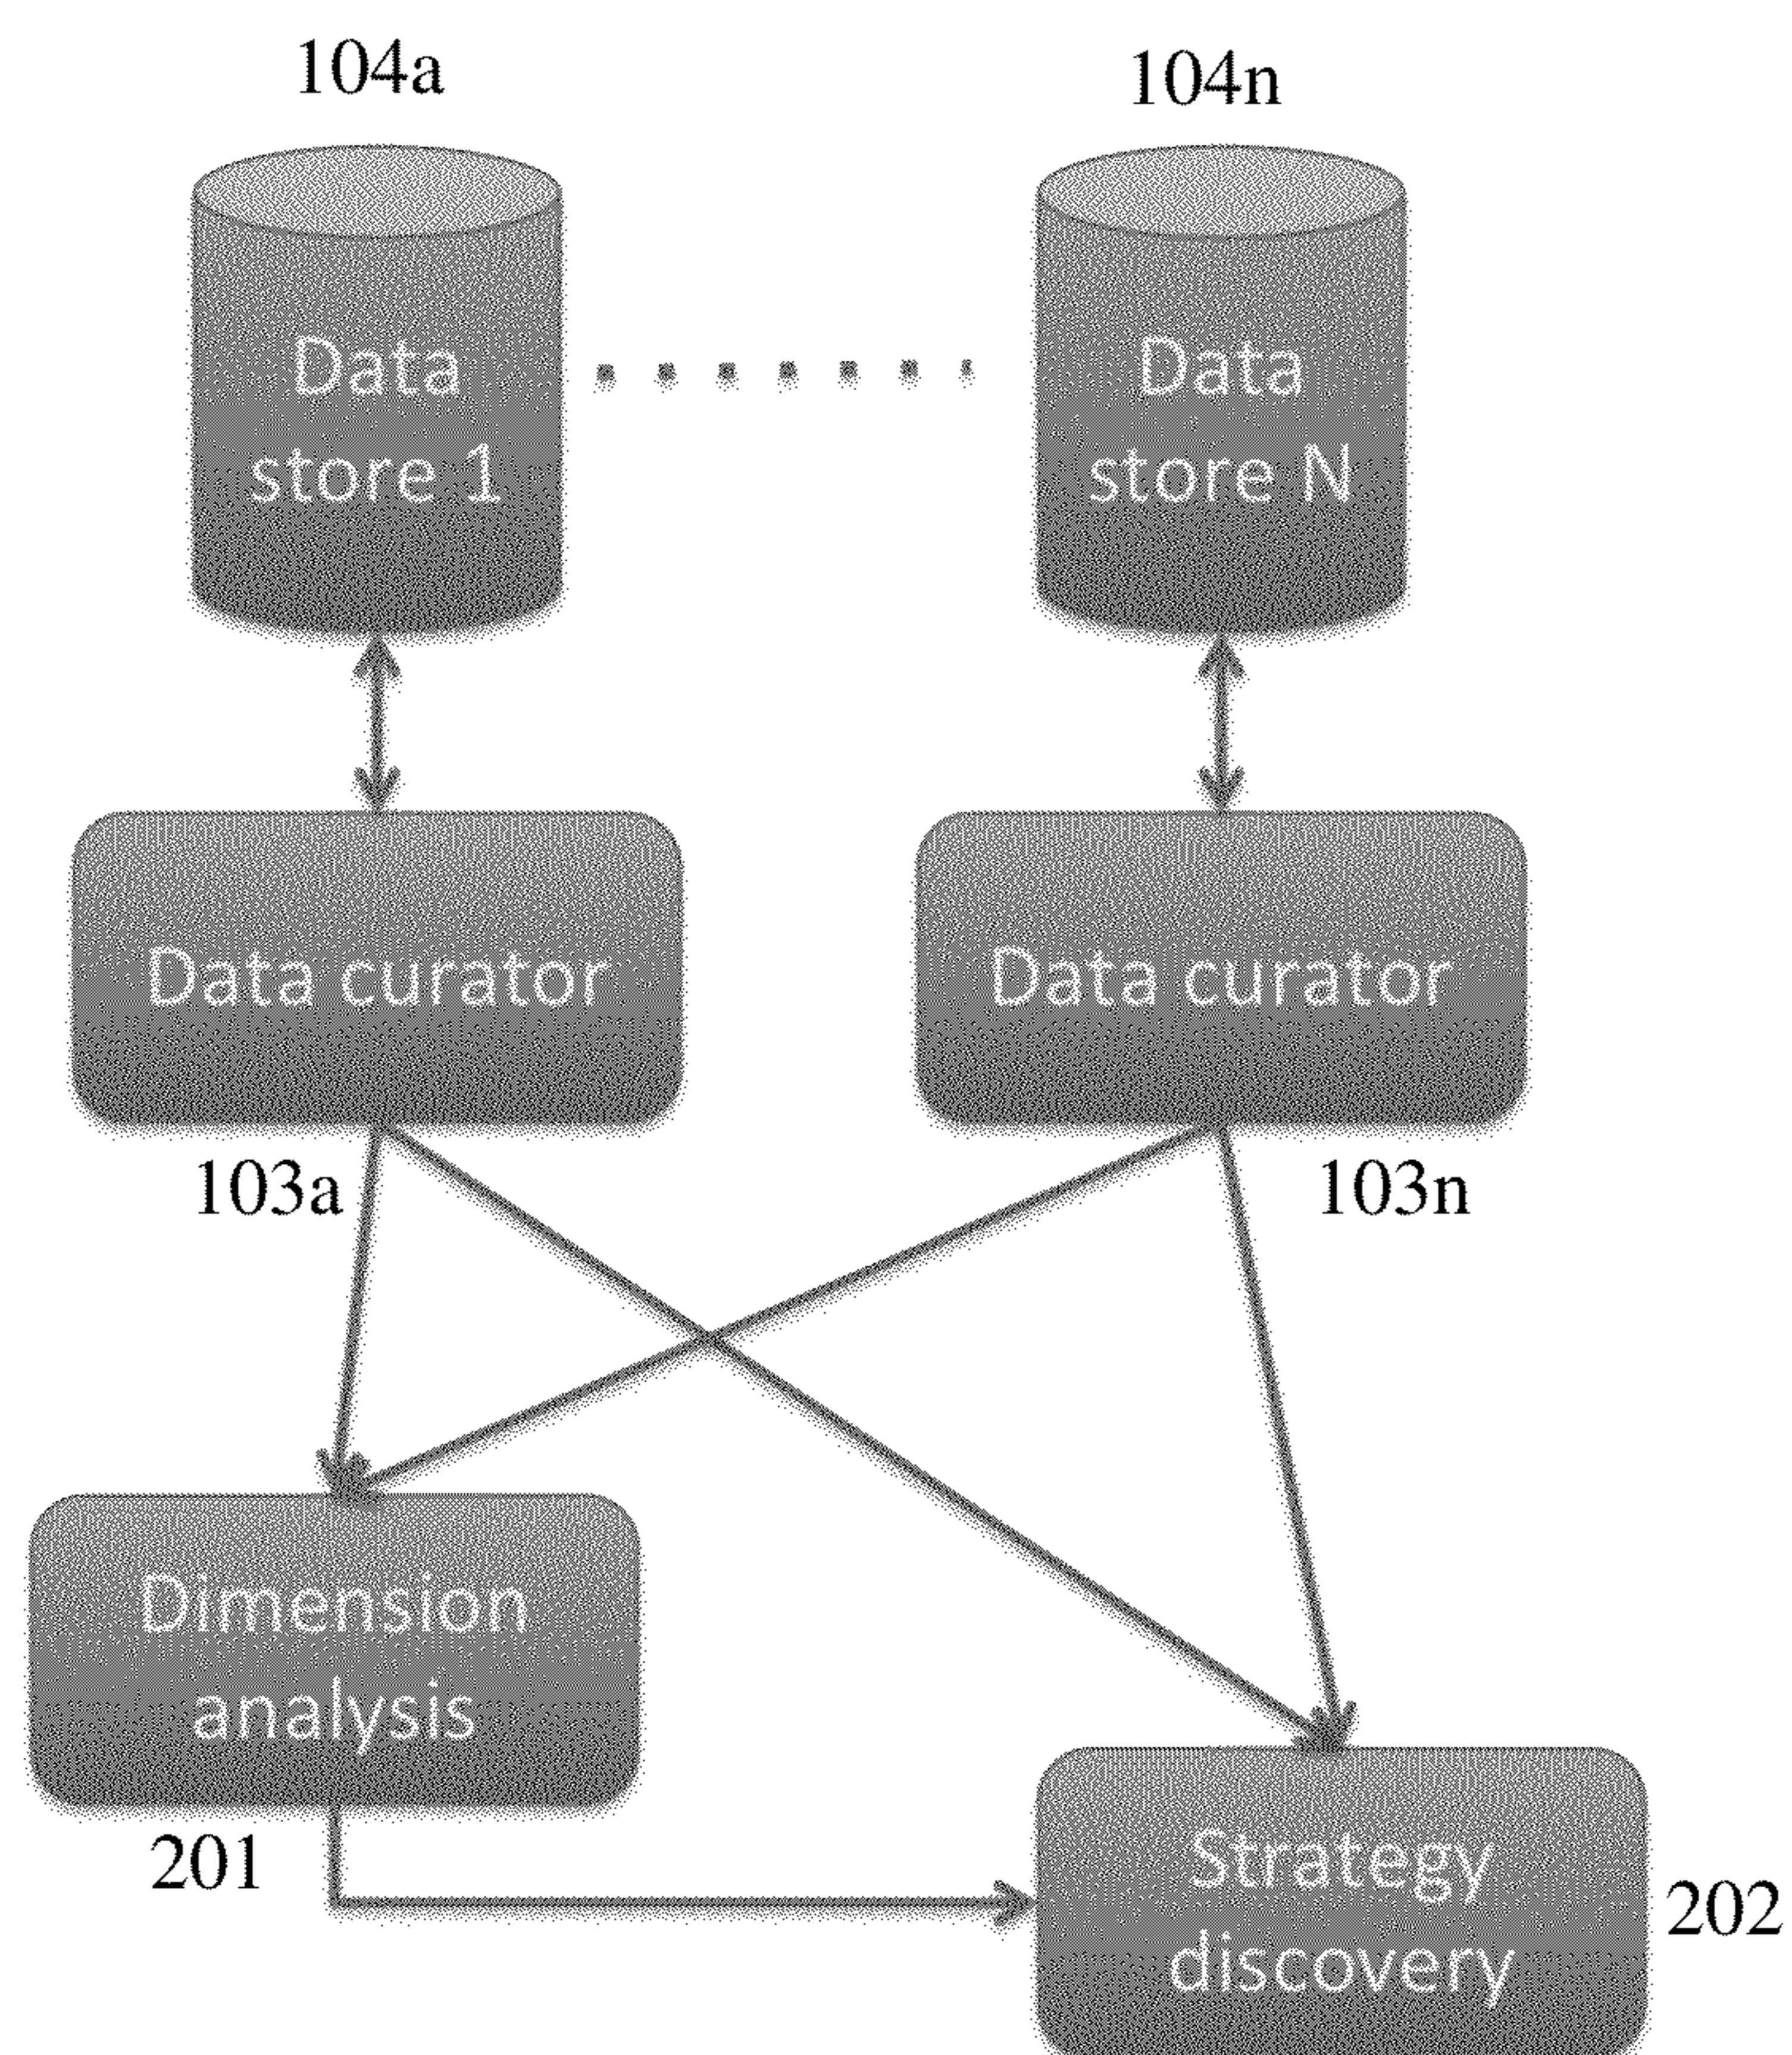 104a
104n
Data
store 1
Data
store N
Data curator
Data curator
103a
103n
Dimension
analysis
201
Strategy
discovery
202